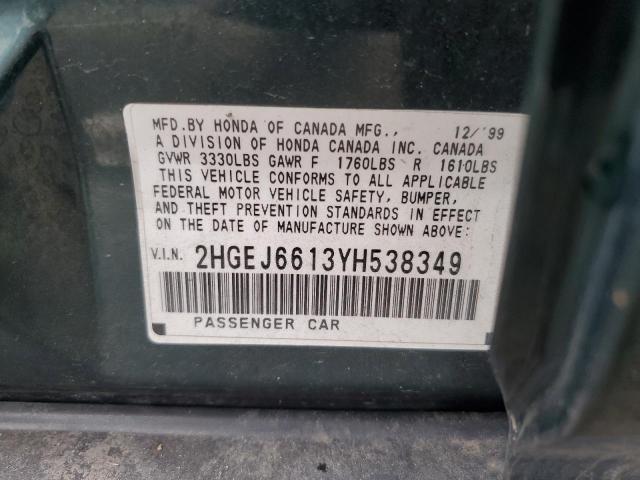 MFD.BY HONDA OF CANADA MFG., 12/'99
A DIVISION OF HONDA CANADA INC. CANADA
GVWR 3330LBS GAWR F 1760LBS R 1610LBS
THIS VEHICLE CONFORMS TO ALL APPLICABLE
FEDERAL MOTOR VEHICLE SAFETY, BUMPER,
AND THEFT PREVENTION STANDARDS IN EFFECT
ON THE DATE OF MANUFACTURE SHOWN ABOVE:
V.I.N. 2HGEJ6613YH538349
PASSENGER CAR